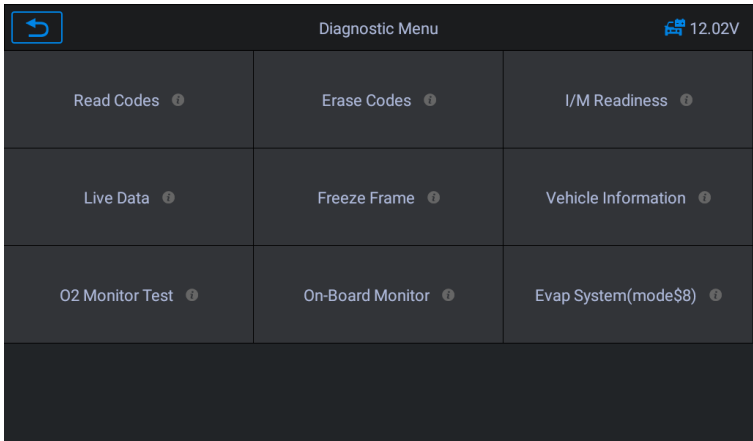 Diagnostic Menu 12.02V
Read Codes Erase Codes I/M Readiness
Live Data Freeze Frame Vehicle Information
O2 Monitor Test On-Board Monitor Evap System(mode$8)